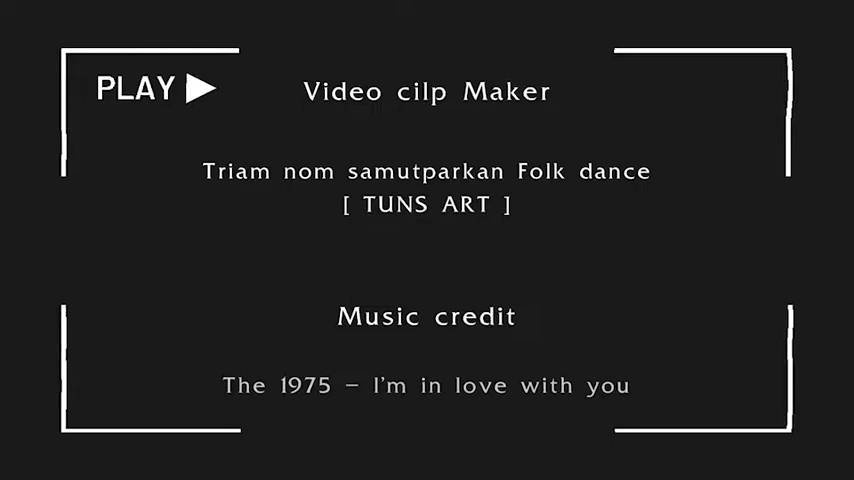 PLAY
Video cilp Maker
Triam nom samutparkan Folk dance
[ TUNS ART ]
Music credit
The 1975 – I'm in love with you